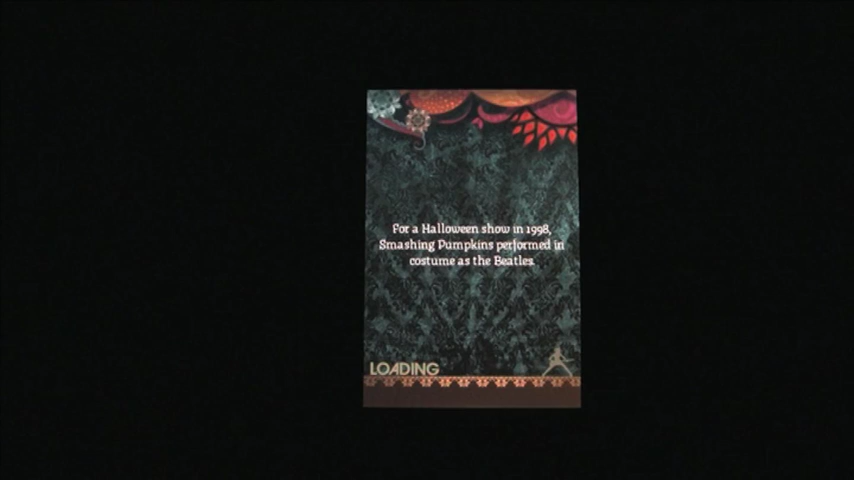 For a Halloween show in 1998,
Smashing Pumpkins performed in
costume as the Beatles.
LOADING